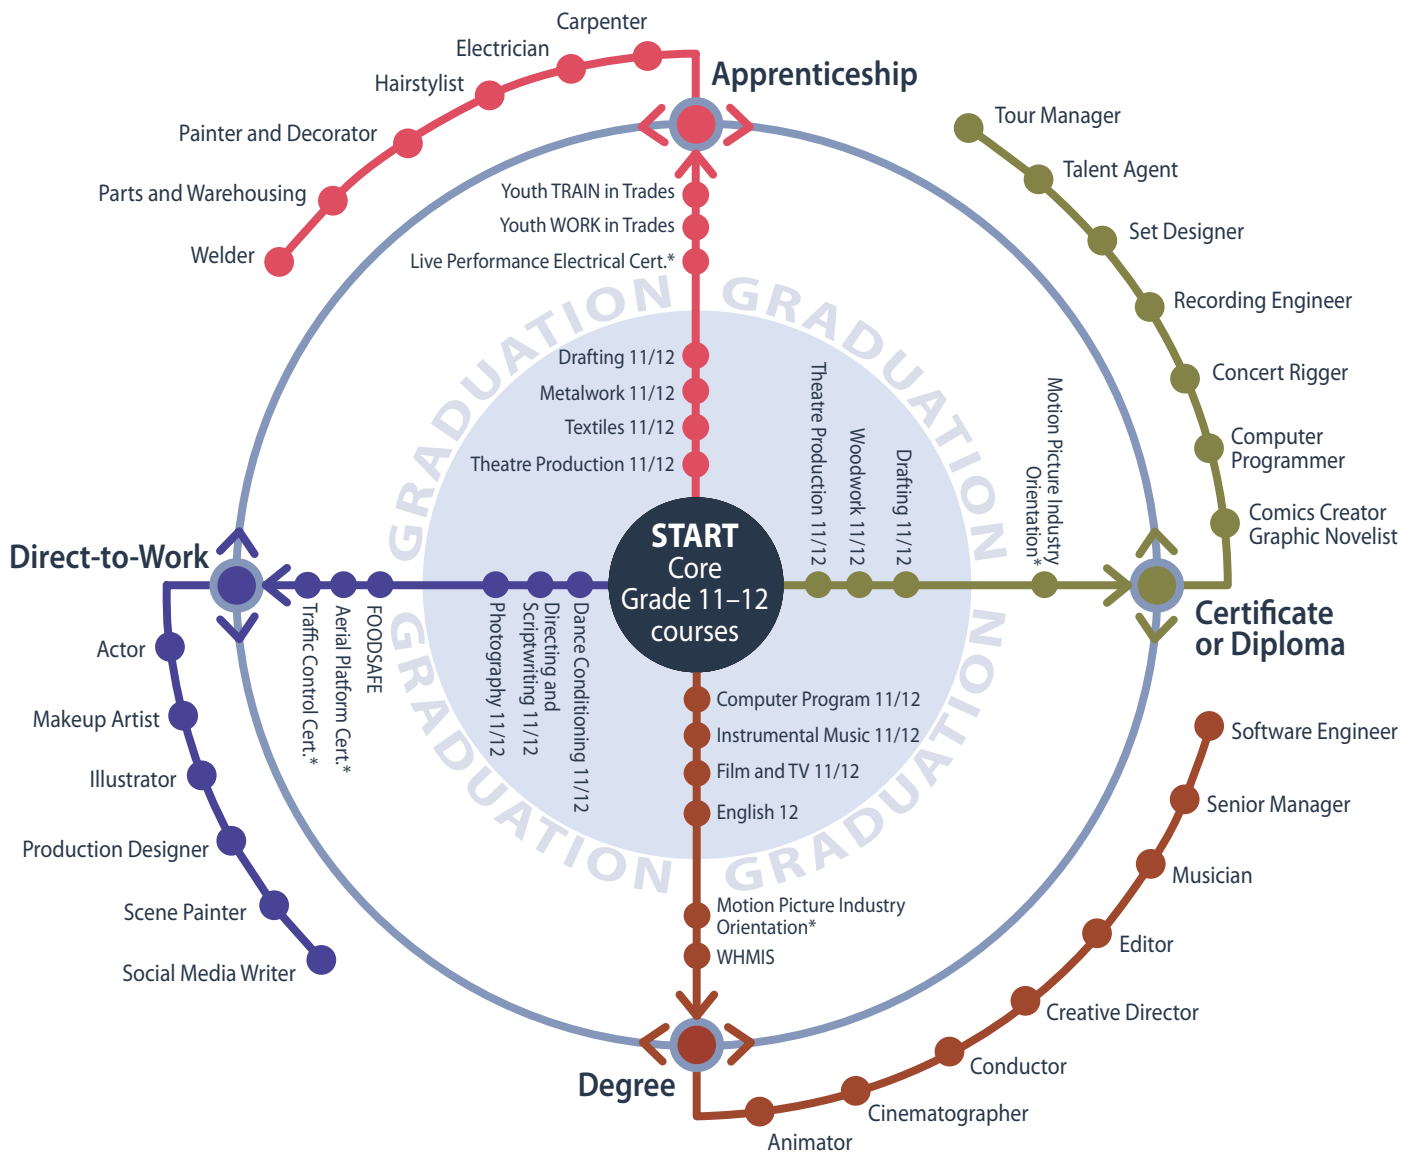 Carpenter
Electrician
Hairstylist
Painter and Decorator
Parts and Warehousing
Welder
Apprenticeship
Youth TRAIN in Trades
Youth WORK in Trades
Live Performance Electrical Cert.*
GRADUATION
GRADUATION
Drafting 11/12
Metalwork 11/12
Textiles 11/12
Theatre Production 11/12
Tour Manager
Talent Agent
Set Designer
Recording Engineer
Concert Rigger
Computer
Programmer
Comics Creator
Graphic Novelist
Theatre Production 11/12
Woodwork 11/12
Drafting 11/12
Motion Picture Industry
Orientation*
Certificate
or Diploma
START
Core
Grade 11–12
courses
Direct-to-Work
Traffic Control Cert.*
Aerial Platform Cert.*
FOODSAFE
Photography 11/12
Directing and
Scriptwriting 11/12
Dance Conditioning 11/12
Actor
Makeup Artist
Illustrator
Production Designer
Scene Painter
Social Media Writer
Computer Program 11/12
Instrumental Music 11/12
Film and TV 11/12
English 12
GRADUATION
GRADUATION
Motion Picture Industry
Orientation*
WHMIS
Degree
Software Engineer
Senior Manager
Musician
Editor
Creative Director
Conductor
Cinematographer
Animator